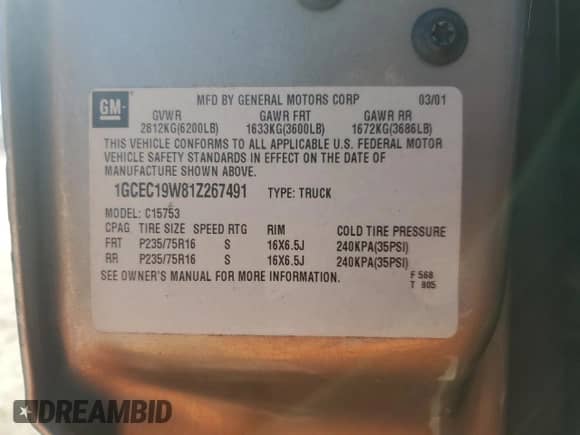 GM
MFD BY GENERAL MOTORS CORP 03/01
GVWR GAWR FRT GAWR RR
2812KG(6200LB) 1633KG(3600LB) 1672KG(3686LB)
THIS VEHICLE CONFORMS TO ALL APPLICABLE U.S. FEDERAL MOTOR
VEHICLE SAFETY STANDARDS IN EFFECT ON THE DATE OF
MANUFACTURE SHOWN ABOVE.
1GCEC19W81Z267491 TYPE: TRUCK
MODEL: C15753
CPAG TIRE SIZE SPEED RTG RIM COLD TIRE PRESSURE
FRT P235/75R16 S 16X6.5J 240KPA(35PSI)
RR P235/75R16 S 16X6.5J 240KPA(35PSI)
SEE OWNER'S MANUAL FOR MORE INFORMATION.
F 568
T 805
DREAMBID